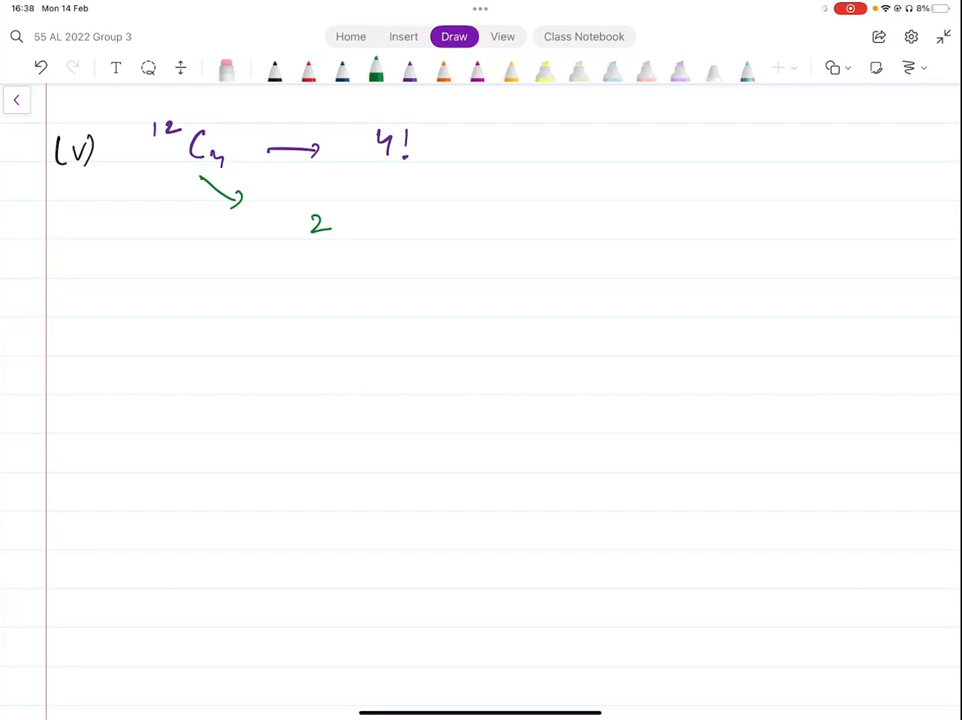 16:38 Mon 14 Feb
8%
55 AL 2022 Group 3
Home Insert Draw View Class Notebook
T
(v) ¹²C₄ → 4!
2